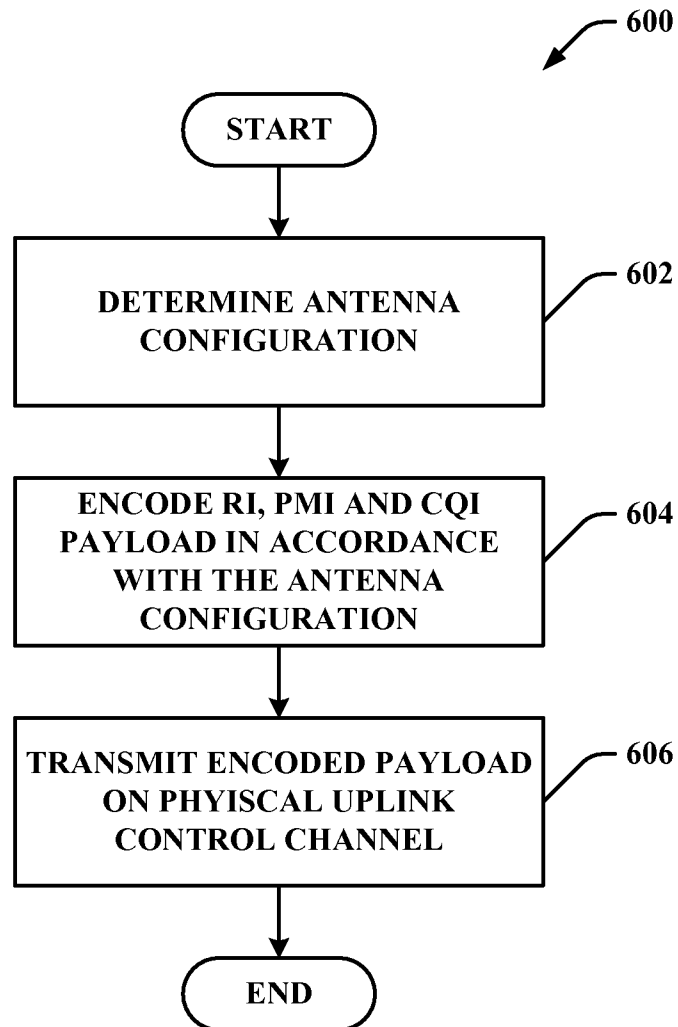 600
START
602
DETERMINE ANTENNA
CONFIGURATION
ENCODE RI, PMI AND CQI
PAYLOAD IN ACCORDANCE
WITH THE ANTENNA
CONFIGURATION
604
TRANSMIT ENCODED PAYLOAD
ON PHYISCAL UPLINK
CONTROL CHANNEL
606
END